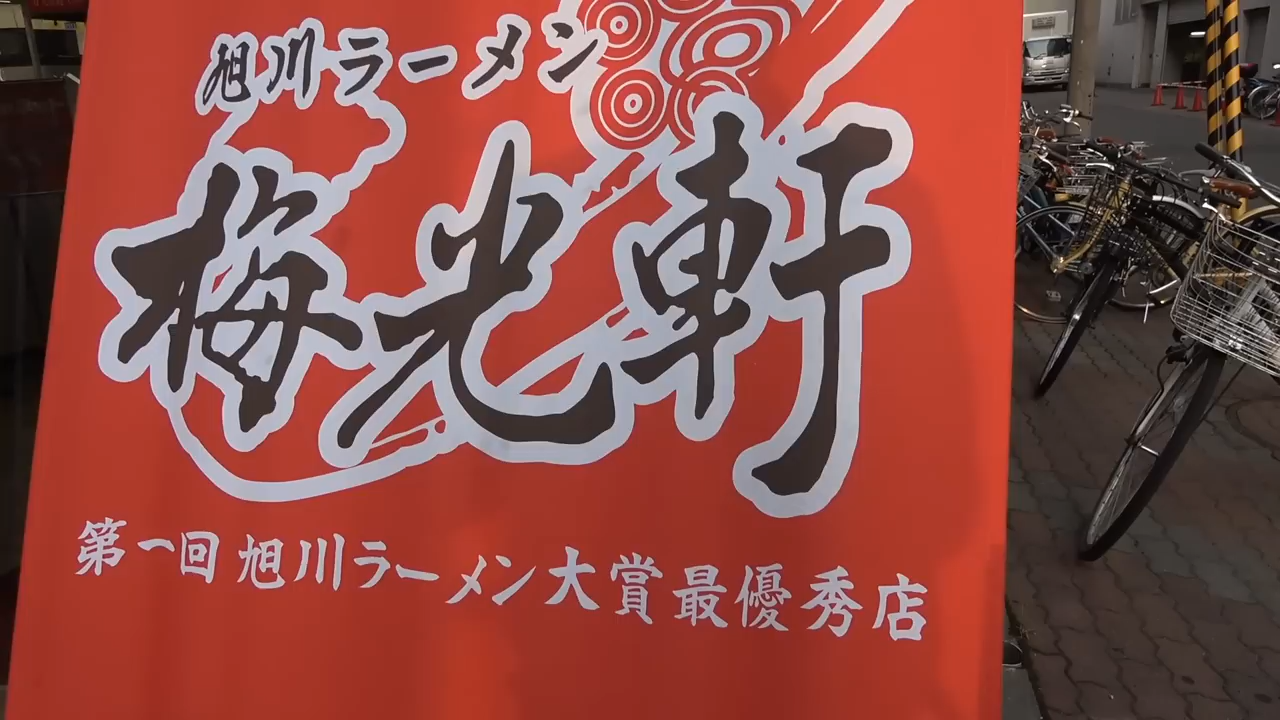 旭川ラーメン
梅光軒
第一回 旭川ラーメン大賞最優秀店